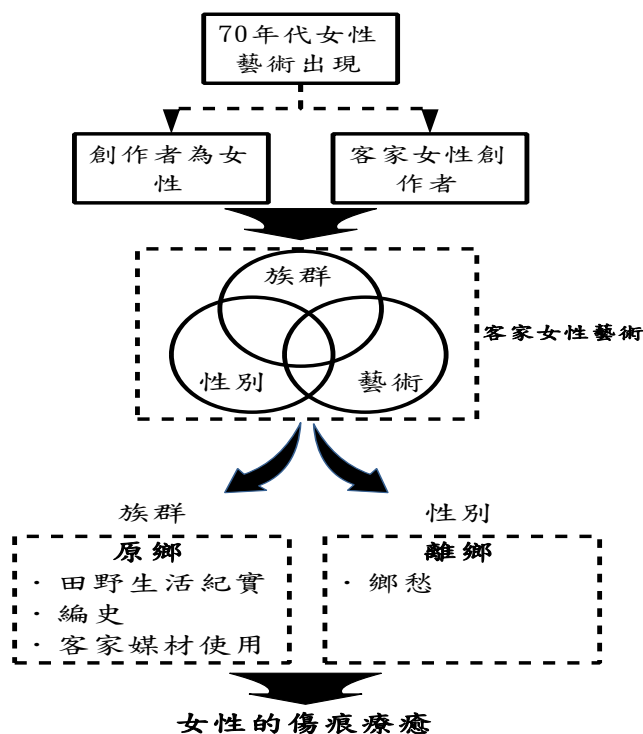 70年代女性
藝術出現
創作者為女
性
客家女性創
作者
族群
客家女性藝術
性別
藝術
族群
性別
原鄉
· 田野生活紀實
· 編史
· 客家媒材使用
離鄉
· 鄉愁
女性的傷痕療癒